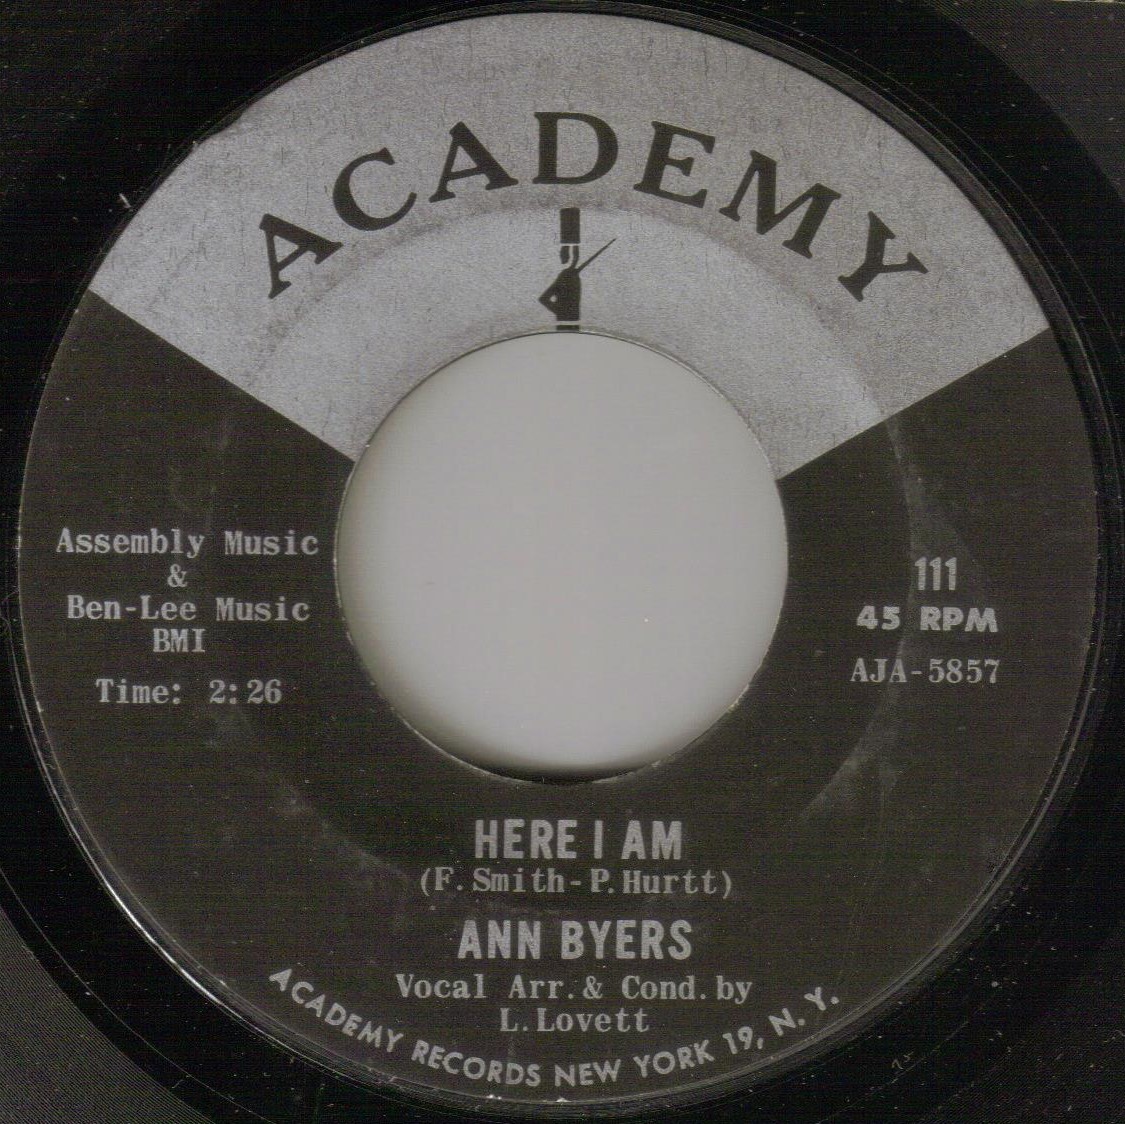 ACADEMY
Assembly Music
&
Ben-Lee Music
BMI
Time: 2:26
111
45 RPM
AJA-5857
HERE I AM
(F. Smith-P. Hurtt)
ANN BYERS
Vocal Arr. & Cond. by
L. Lovett
ACADEMY RECORDS NEW YORK 19, N. Y.